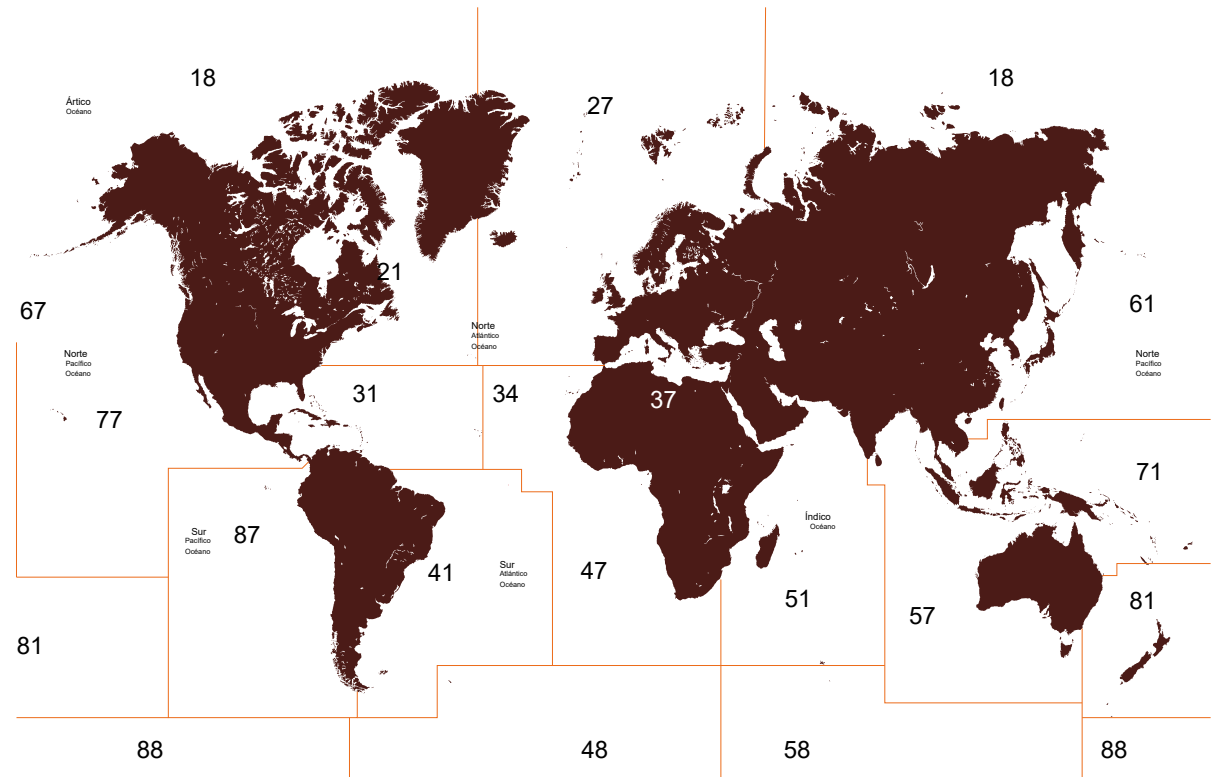 18
18
Ártico
Océano
27
21
67
61
Norte
Atlántico
Océano
Norte
Pacífico
Océano
Norte
Pacífico
Océano
31
34
37
77
71
Índico
Océano
Sur
Pacífico
Océano
87
41
Sur
Atlántico
Océano
47
51
57
81
81
88
48
58
88